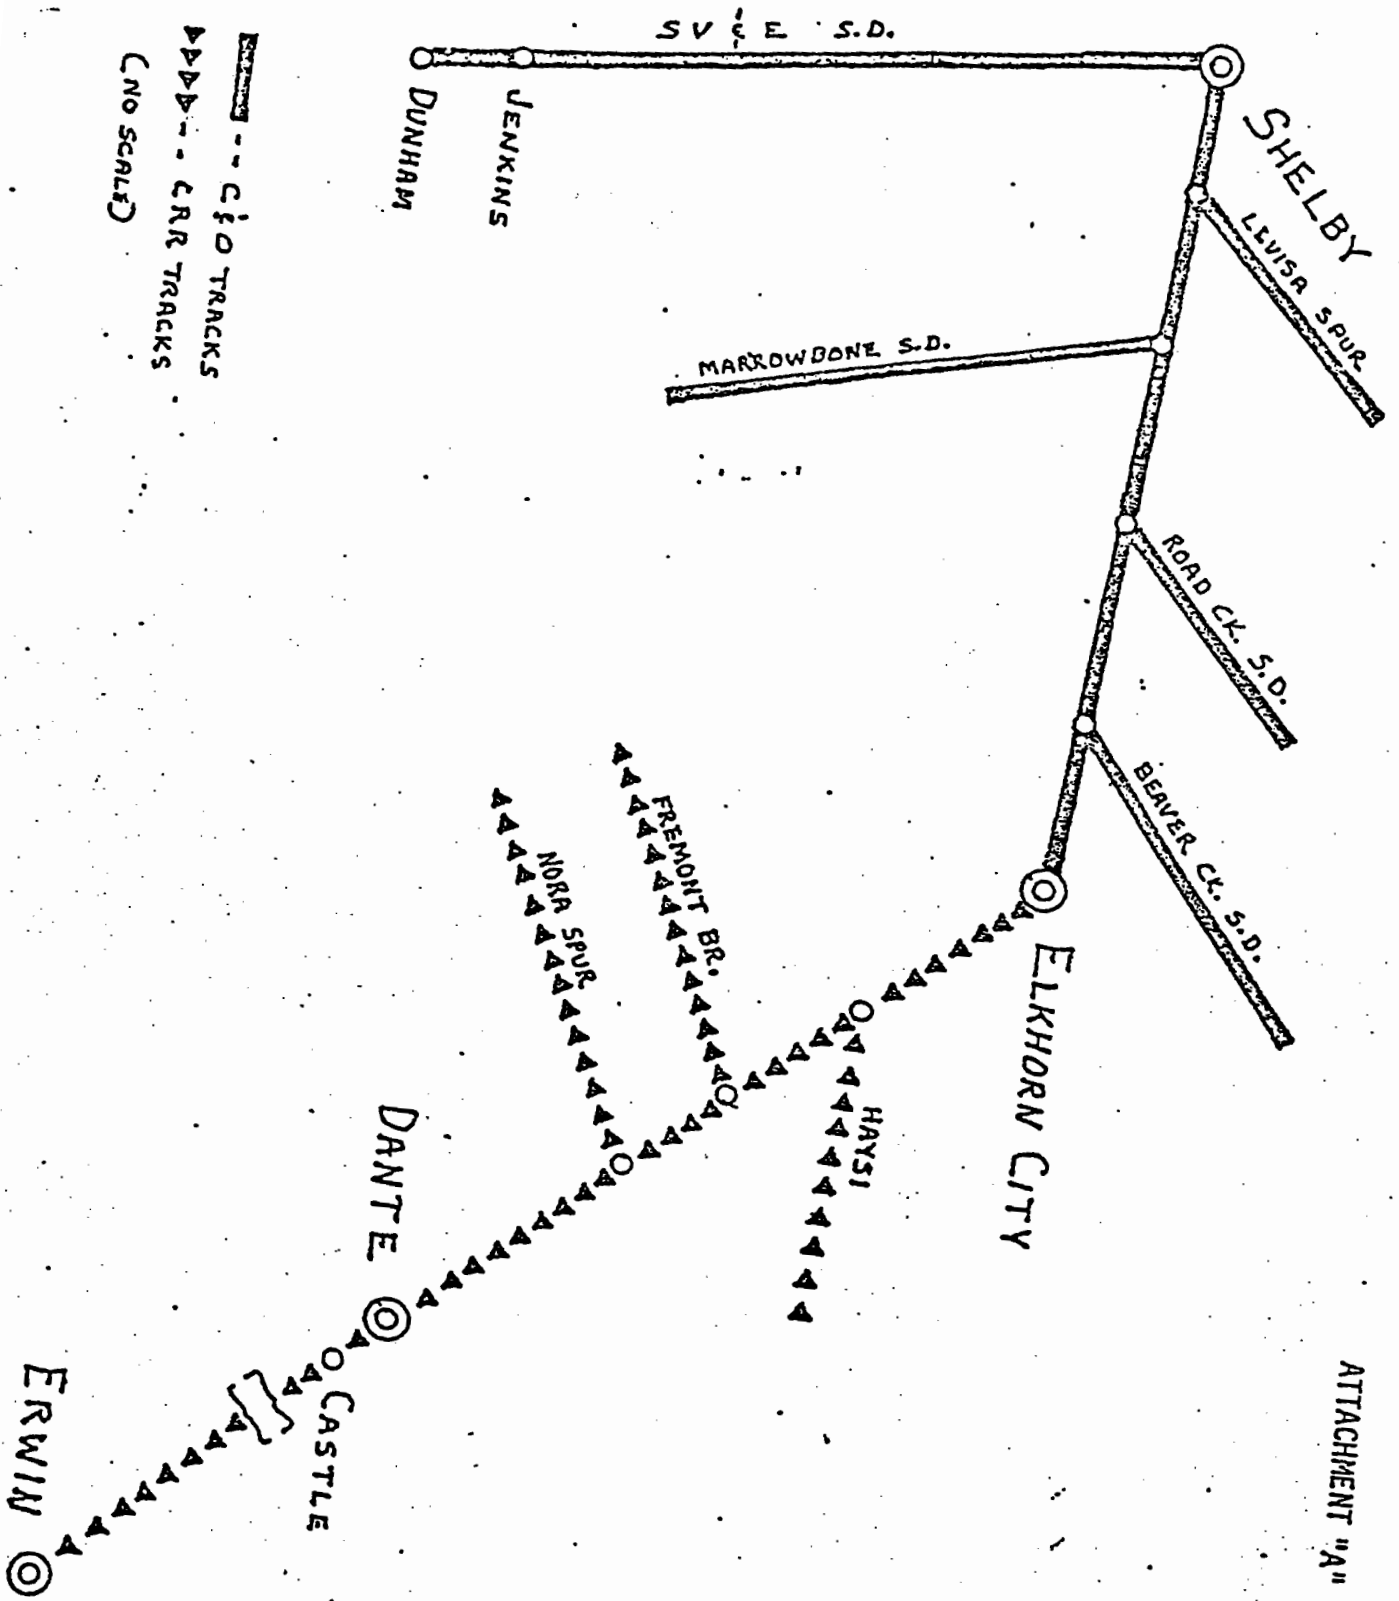 ATTACHMENT "A"
SHELBY
LEVISA SPUR
ROAD CK. S.D.
BEAVER CK. S.D.
ELKHORN CITY
SV & E S.D.
MARROWBONE S.D.
HAYSI
FREMONT BR.
NORA SPUR
JENKINS
DUNHAM
DANTE
CASTLE
ERWIN
-- C & O TRACKS
-- CRR TRACKS
(NO SCALE)